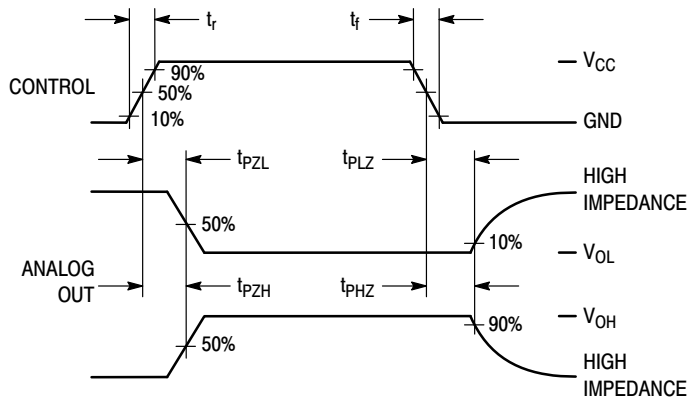 tr
tf
90%
VCC
CONTROL
50%
10%
GND
tPZL
tPLZ
HIGH
IMPEDANCE
50%
10%
ANALOG
OUT
VOL
tPZH
tPHZ
VOH
90%
50%
HIGH
IMPEDANCE